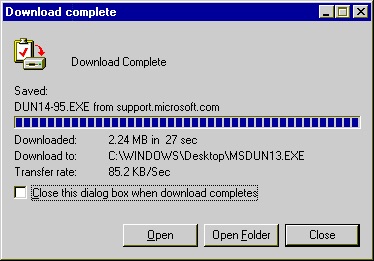 Download complete
Download Complete
Saved:
DUN14-95.EXE from support.microsoft.com
Downloaded: 2.24 MB in 27 sec
Download to: C:\WINDOWS\Desktop\MSDUN13.EXE
Transfer rate: 85.2 KB/Sec
Close this dialog box when download completes
Open Open Folder Close